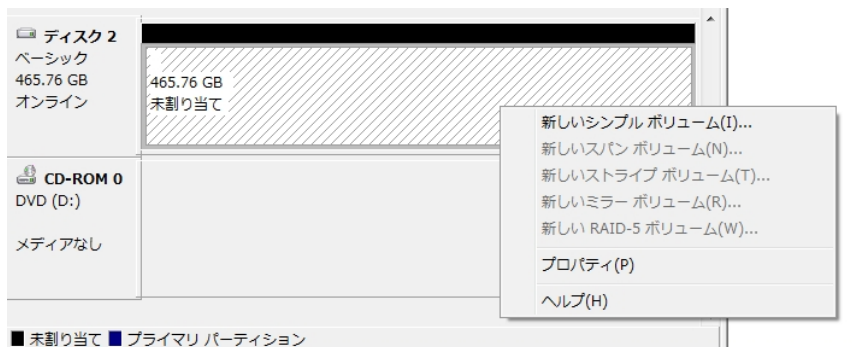 ディスク 2
ベーシック
465.76 GB
オンライン
465.76 GB
未割り当て
新しいシンプル ボリューム(I)...
新しいスパン ボリューム(N)...
新しいストライプ ボリューム(T)...
新しいミラー ボリューム(R)...
新しい RAID-5 ボリューム(W)...
プロパティ(P)
ヘルプ(H)
CD-ROM 0
DVD (D:)
メディアなし
未割り当て プライマリ パーティション